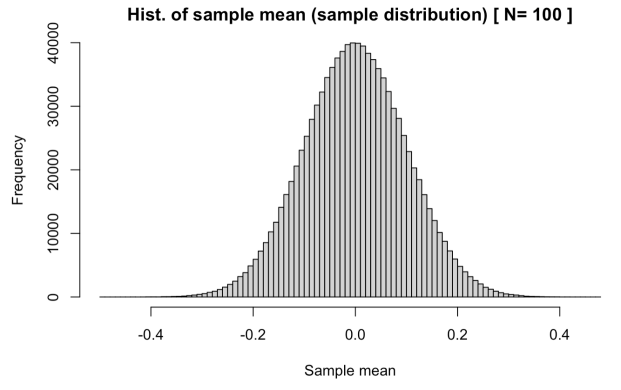 Hist. of sample mean (sample distribution) [ N= 100 ]
Frequency
40000
30000
20000
10000
0
-0.4 -0.2 0.0 0.2 0.4
Sample mean